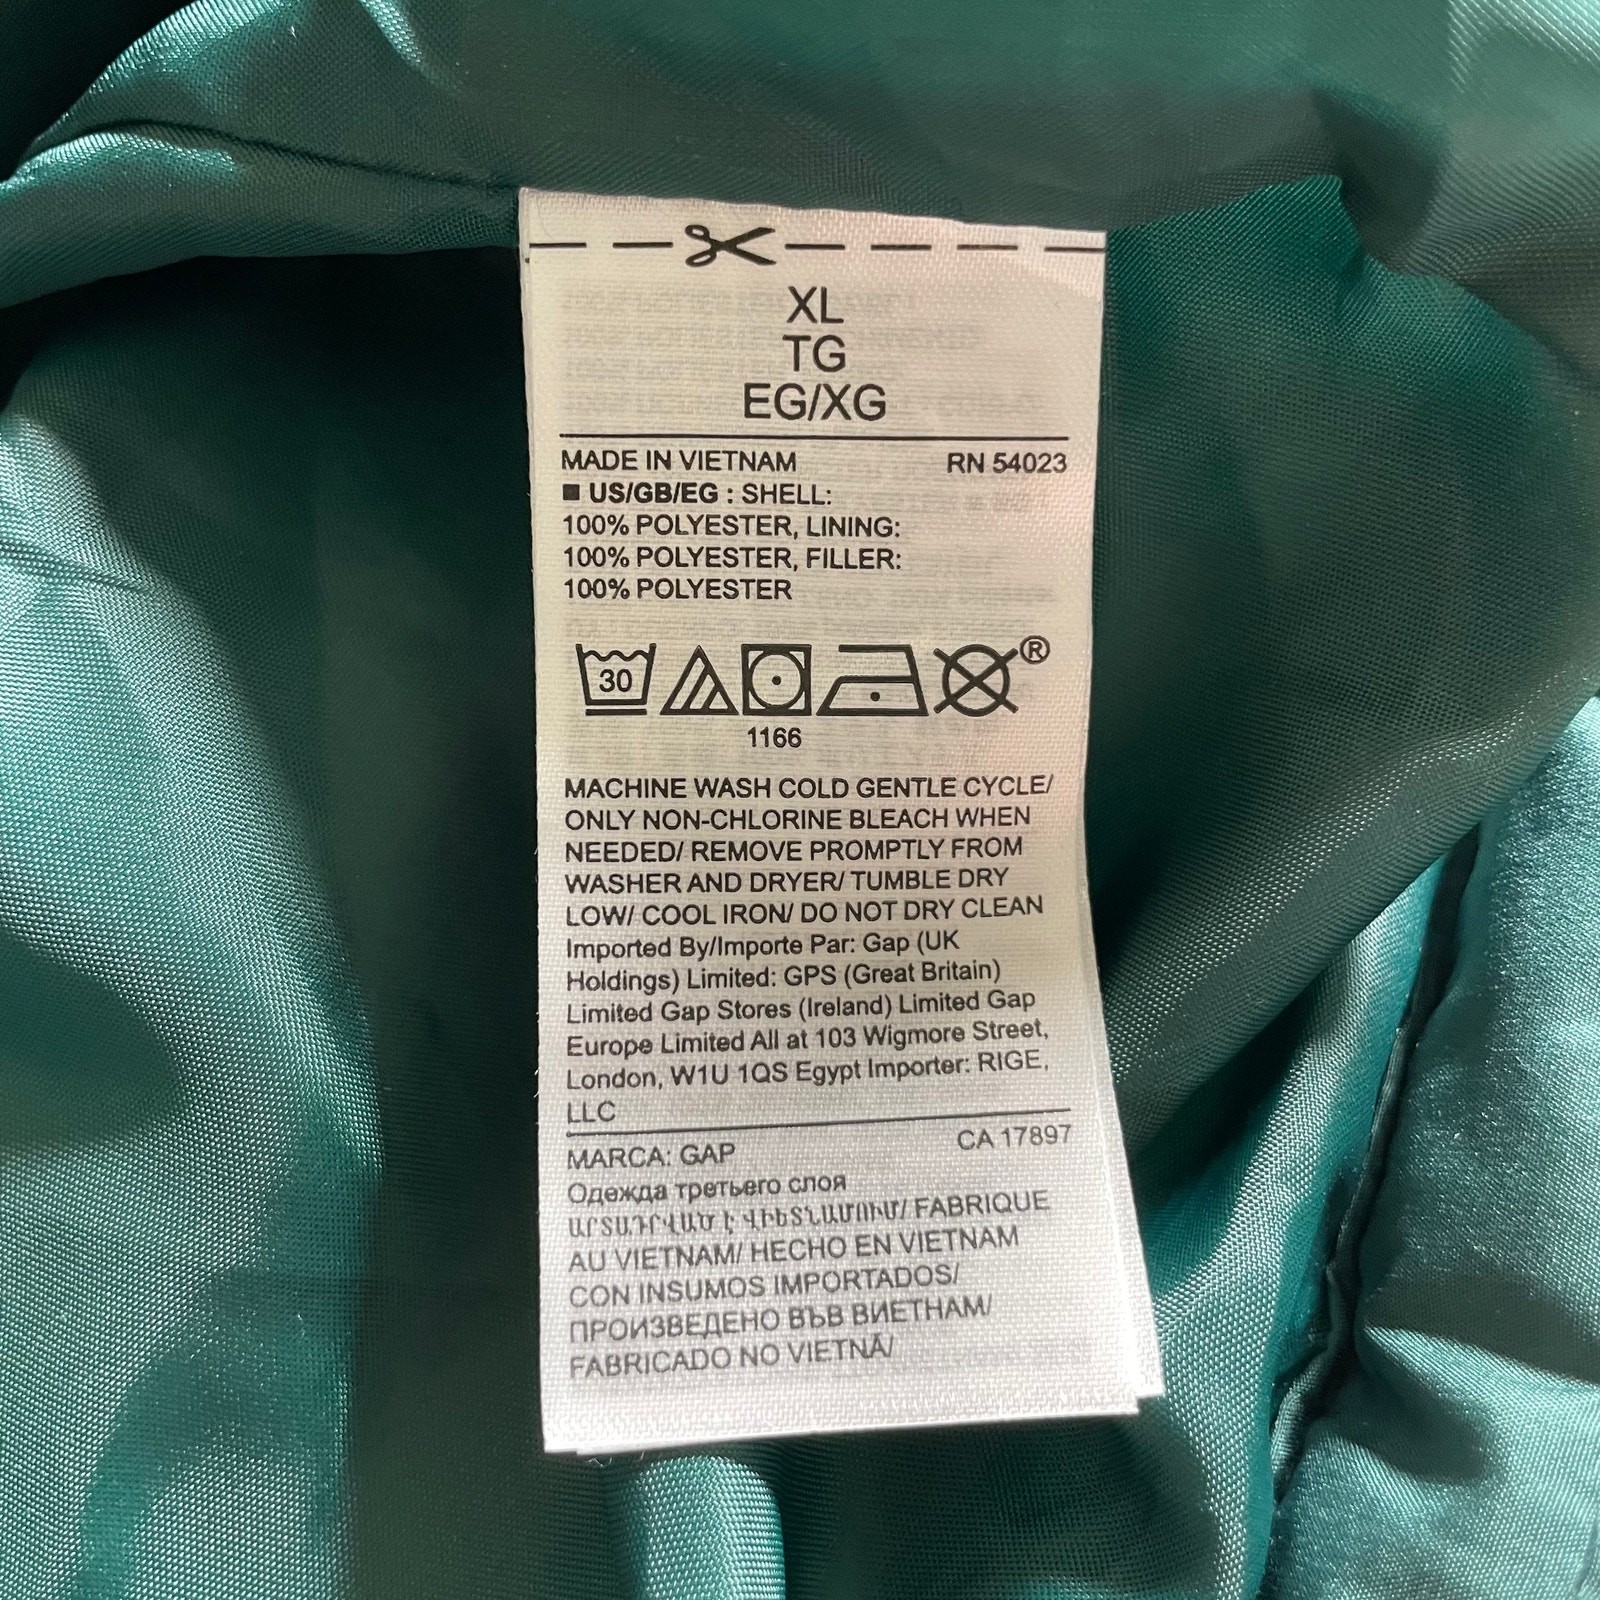 XL
TG
EG/XG
MADE IN VIETNAM RN 54023
■ US/GB/EG : SHELL:
100% POLYESTER, LINING:
100% POLYESTER, FILLER:
100% POLYESTER
30
®
1166
MACHINE WASH COLD GENTLE CYCLE/
ONLY NON-CHLORINE BLEACH WHEN
NEEDED/ REMOVE PROMPTLY FROM
WASHER AND DRYER/ TUMBLE DRY
LOW/ COOL IRON/ DO NOT DRY CLEAN
Imported By/Importe Par: Gap (UK
Holdings) Limited: GPS (Great Britain)
Limited Gap Stores (Ireland) Limited Gap
Europe Limited All at 103 Wigmore Street,
London, W1U 1QS Egypt Importer: RIGE,
LLC
MARCA: GAP CA 17897
Одежда третьего слоя
ԱՐՏԱԴՐՎԱԾ Է ՎԻԵՏՆԱՄՈՒՄ/ FABRIQUE
AU VIETNAM/ HECHO EN VIETNAM
CON INSUMOS IMPORTADOS/
ПРОИЗВЕДЕНО ВЪВ ВИЕТНАМ/
FABRICADO NO VIETNÃ/